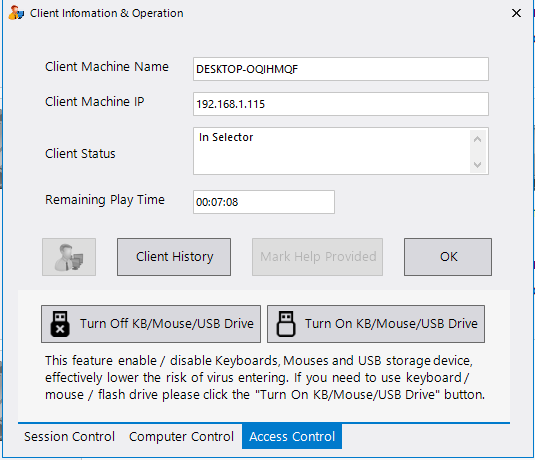 Client Infomation & Operation
Client Machine Name
DESKTOP-OQIHMQF
Client Machine IP
192.168.1.115
Client Status
In Selector
Remaining Play Time
00:07:08
Client History
Mark Help Provided
OK
Turn Off KB/Mouse/USB Drive
Turn On KB/Mouse/USB Drive
This feature enable / disable Keyboards, Mouses and USB storage device,
effectively lower the risk of virus entering. If you need to use keyboard /
mouse / flash drive please click the "Turn On KB/Mouse/USB Drive" button.
Session Control
Computer Control
Access Control